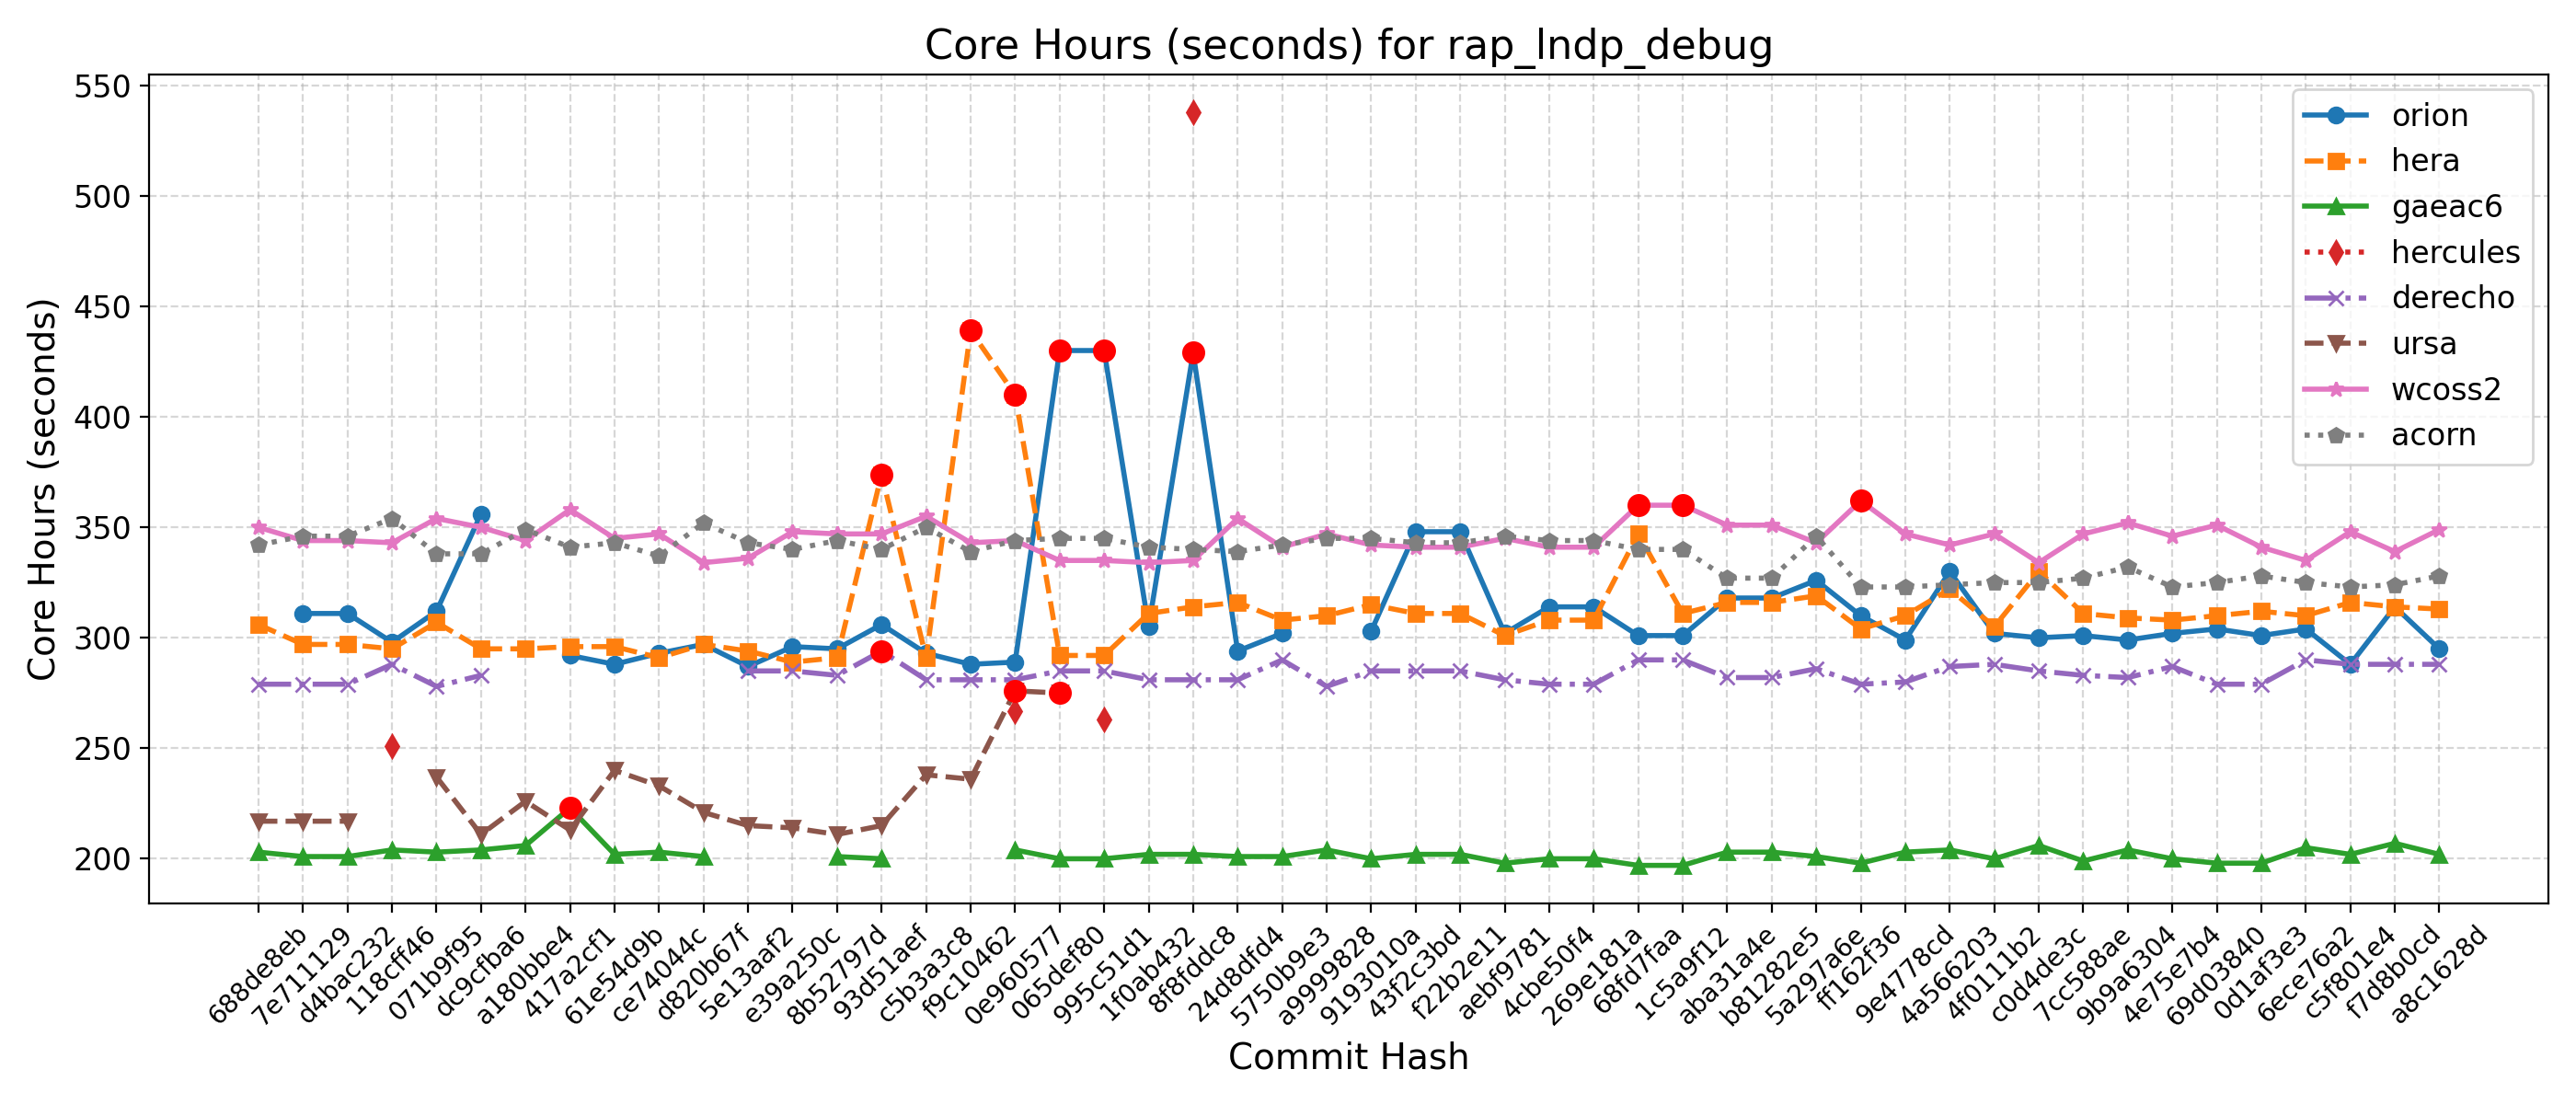 Core Hours (seconds) for rap_lndp_debug
Core Hours (seconds)
550
500
450
400
350
300
250
200
orion
hera
gaeac6
hercules
derecho
ursa
wcoss2
acorn
688de8eb
7e711129
d4bac232
118cff46
071b9f95
dc9cfba6
a180bbe4
417a2cf1
61e54d9b
ce74044c
d820b67f
5e13aaf2
e39a250c
8b52797d
93d51aef
c5b3a3c8
f9c10462
0e960577
065def80
995c51d1
1f0ab432
8f8fddc8
24d8dfd4
5750b9e3
a9999828
9193010a
43f2c3bd
f22b2e11
aebf9781
4cbe50f4
269e181a
68fd7faa
1c5a9f12
aba31a4e
b81282e5
5a297a6e
ff162f36
9e4778cd
4a566203
4f0111b2
c0d4de3c
7cc588ae
9b9a6304
4e75e7b4
69d03840
0d1af3e3
6ece76a2
c5f801e4
f7d8b0cd
a8c1628d
Commit Hash